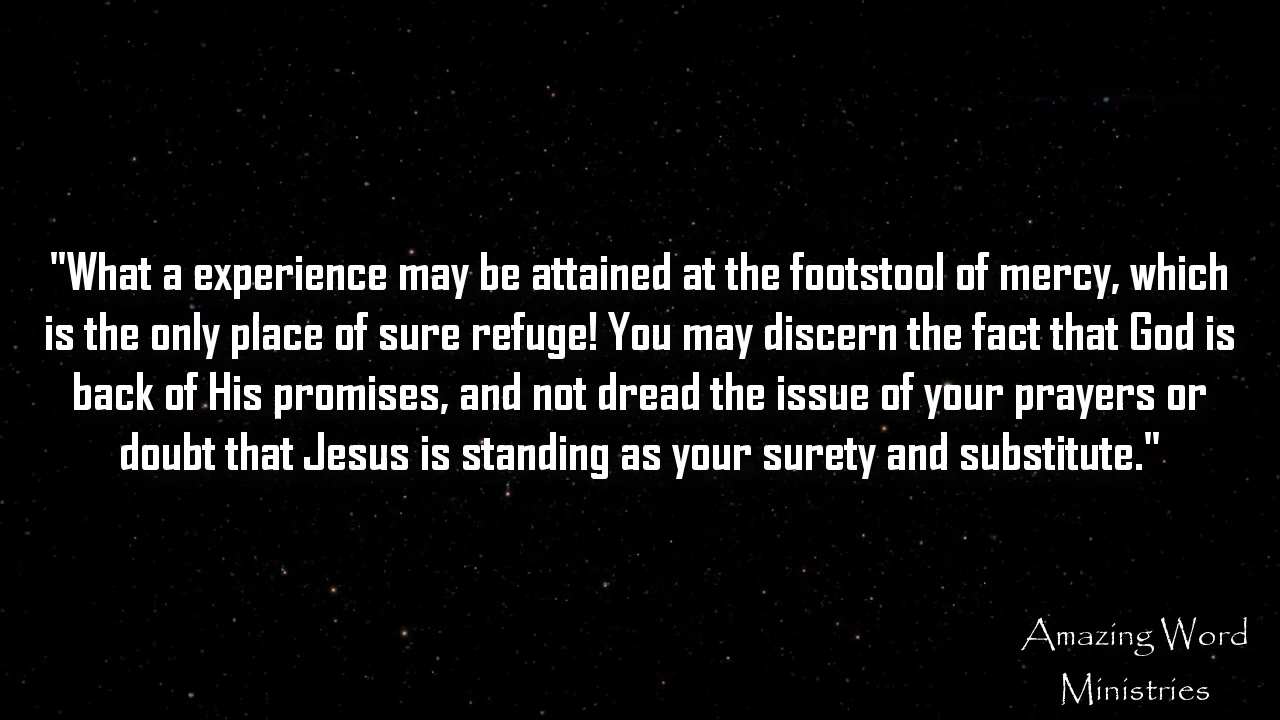 "What a experience may be attained at the footstool of mercy, which
is the only place of sure refuge! You may discern the fact that God is
back of His promises, and not dread the issue of your prayers or
doubt that Jesus is standing as your surety and substitute."
Amazing Word
Ministries